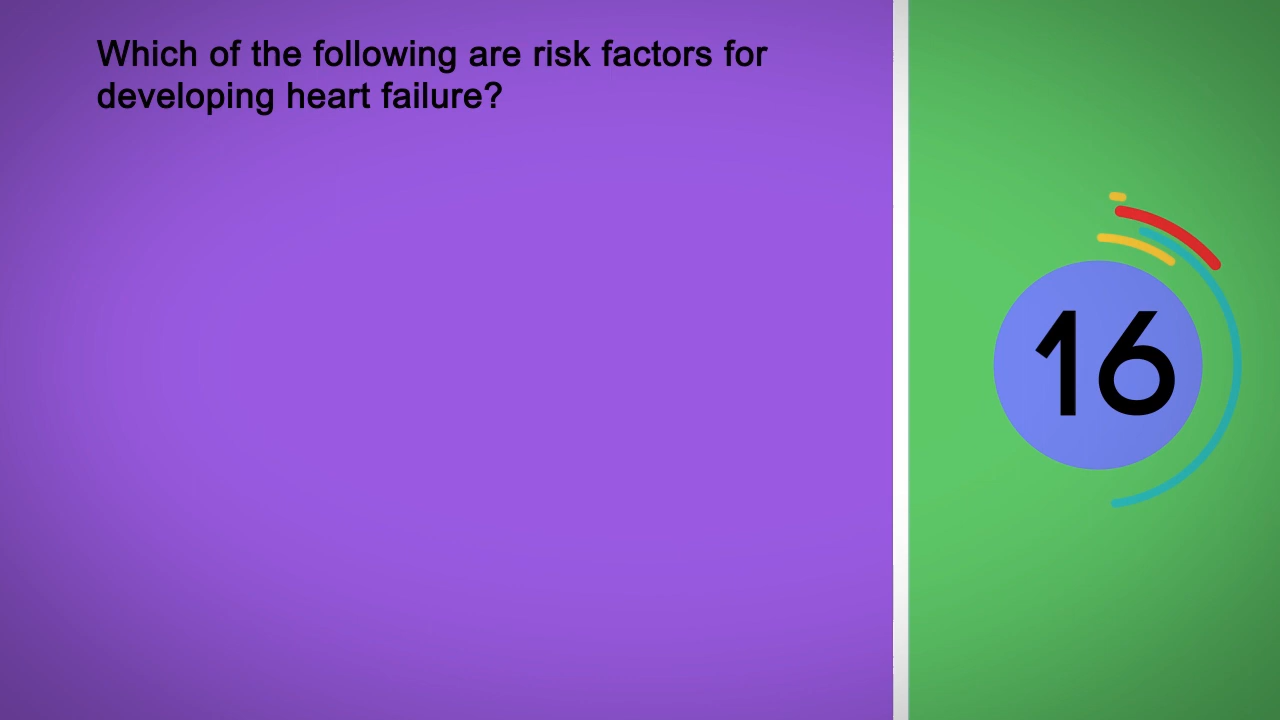 Which of the following are risk factors for
developing heart failure?
16